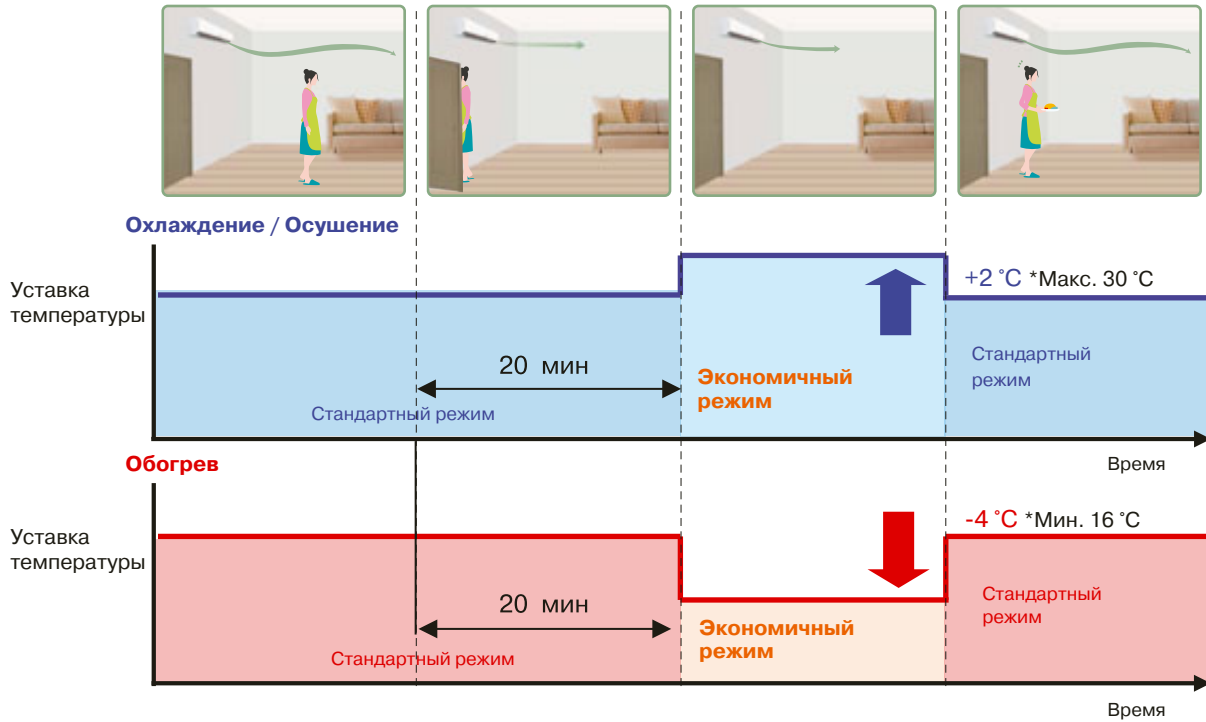 Охлаждение / Осушение
Уставка
температуры
+2 °C *Макс. 30 °C
20 мин
Экономичный
режим
Стандартный
режим
Стандартный режим
Время
Обогрев
Уставка
температуры
-4 °C *Мин. 16 °C
20 мин
Экономичный
режим
Стандартный
режим
Стандартный режим
Время